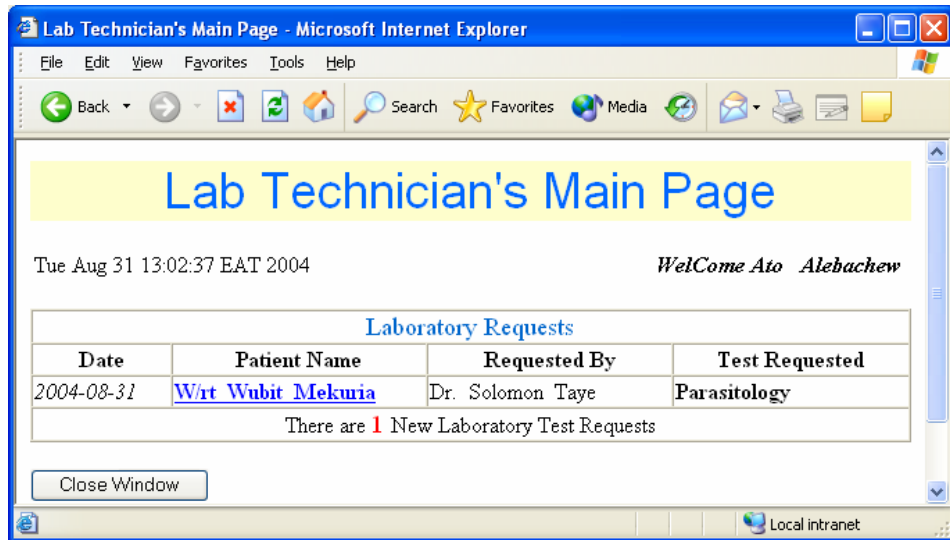 Lab Technician's Main Page - Microsoft Internet Explorer
File Edit View Favorites Tools Help
Back Search Favorites Media
Lab Technician's Main Page
Tue Aug 31 13:02:37 EAT 2004 WelCome Ato Alebachew
Laboratory Requests
Date Patient Name Requested By Test Requested
2004-08-31 W/rt Wubit Mekuria Dr. Solomon Taye Parasitology
There are 1 New Laboratory Test Requests
Close Window
Local intranet